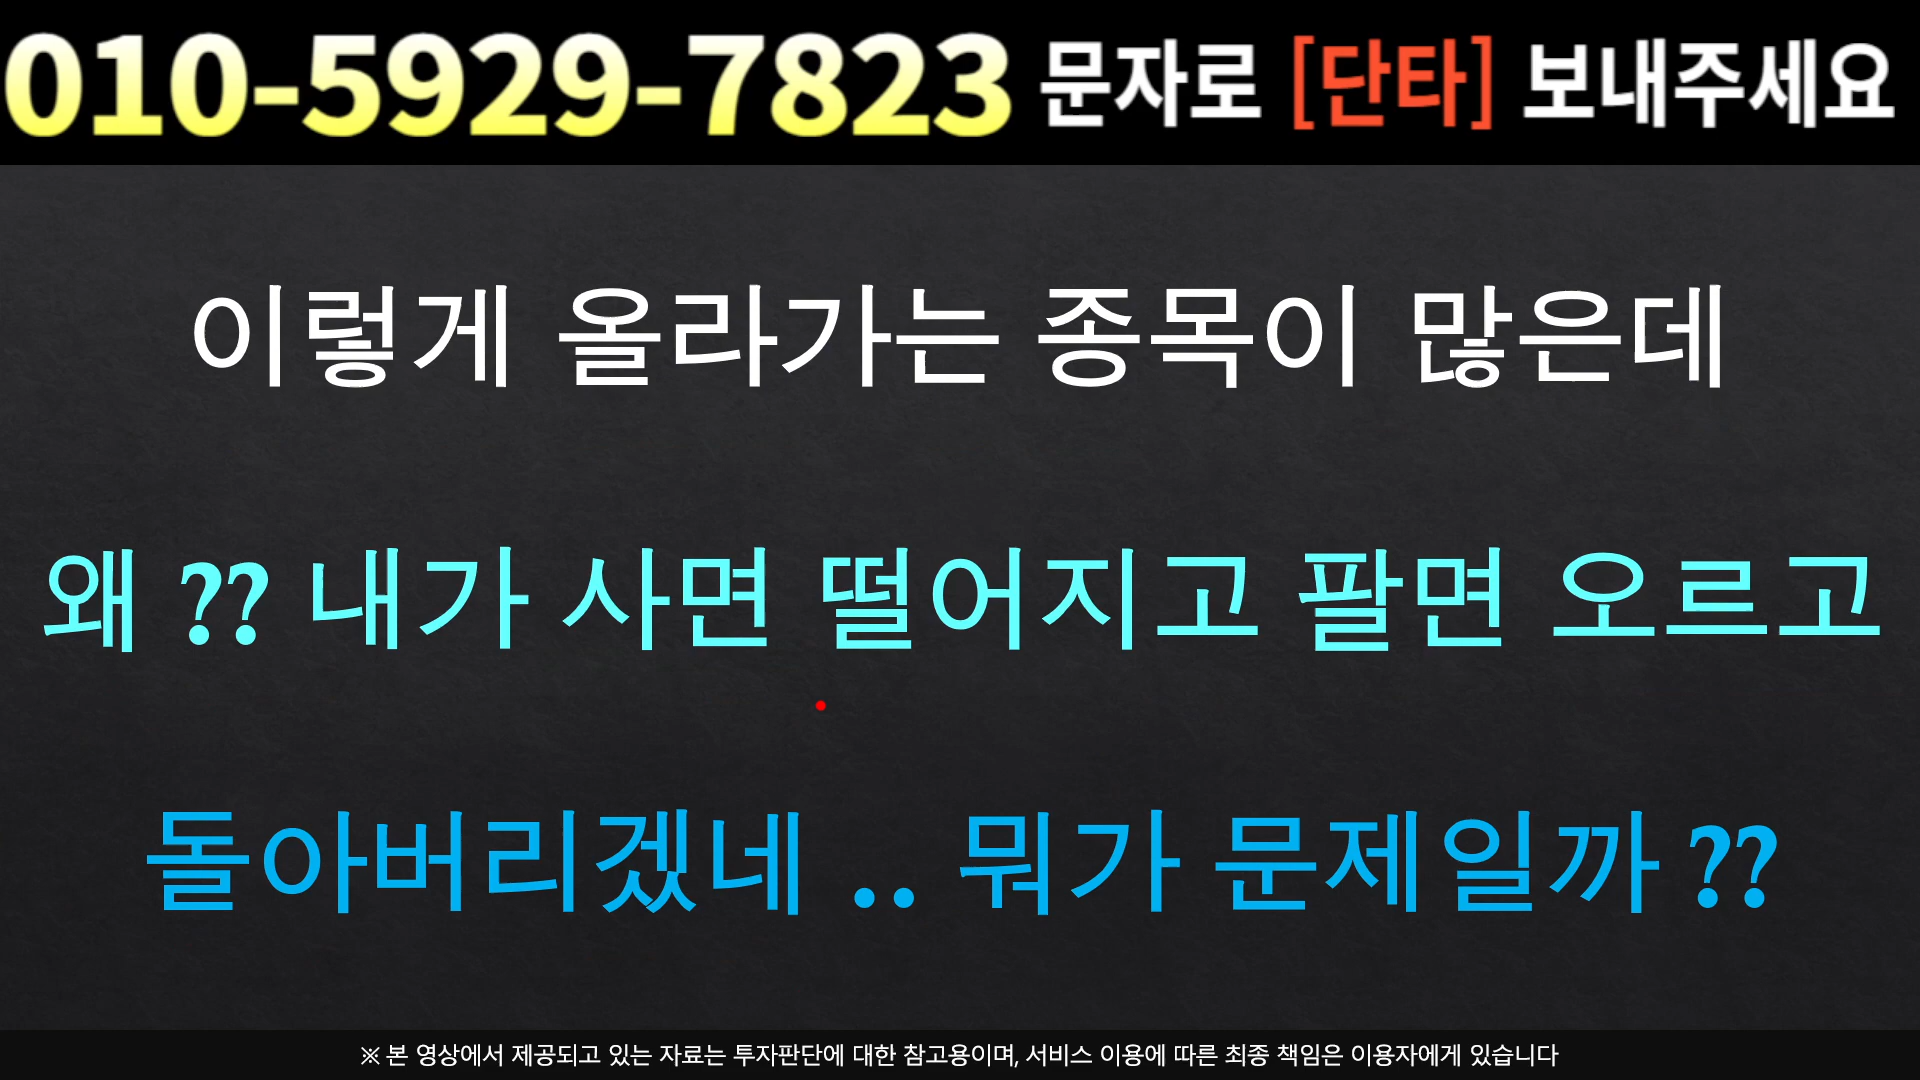 010-5929-7823 문자로 [단타] 보내주세요
이렇게 올라가는 종목이 많은데
왜 ?? 내가 사면 떨어지고 팔면 오르고
돌아버리겠네 .. 뭐가 문제일까 ??
※ 본 영상에서 제공되고 있는 자료는 투자판단에 대한 참고용이며, 서비스 이용에 따른 최종 책임은 이용자에게 있습니다